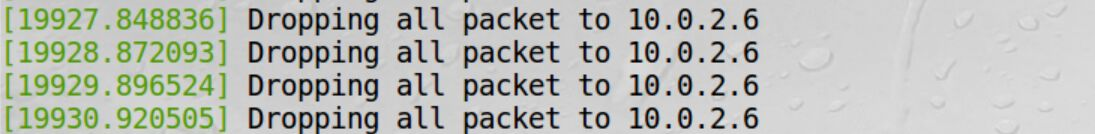 [19927.848836] Dropping all packet to 10.0.2.6
[19928.872093] Dropping all packet to 10.0.2.6
[19929.896524] Dropping all packet to 10.0.2.6
[19930.920505] Dropping all packet to 10.0.2.6